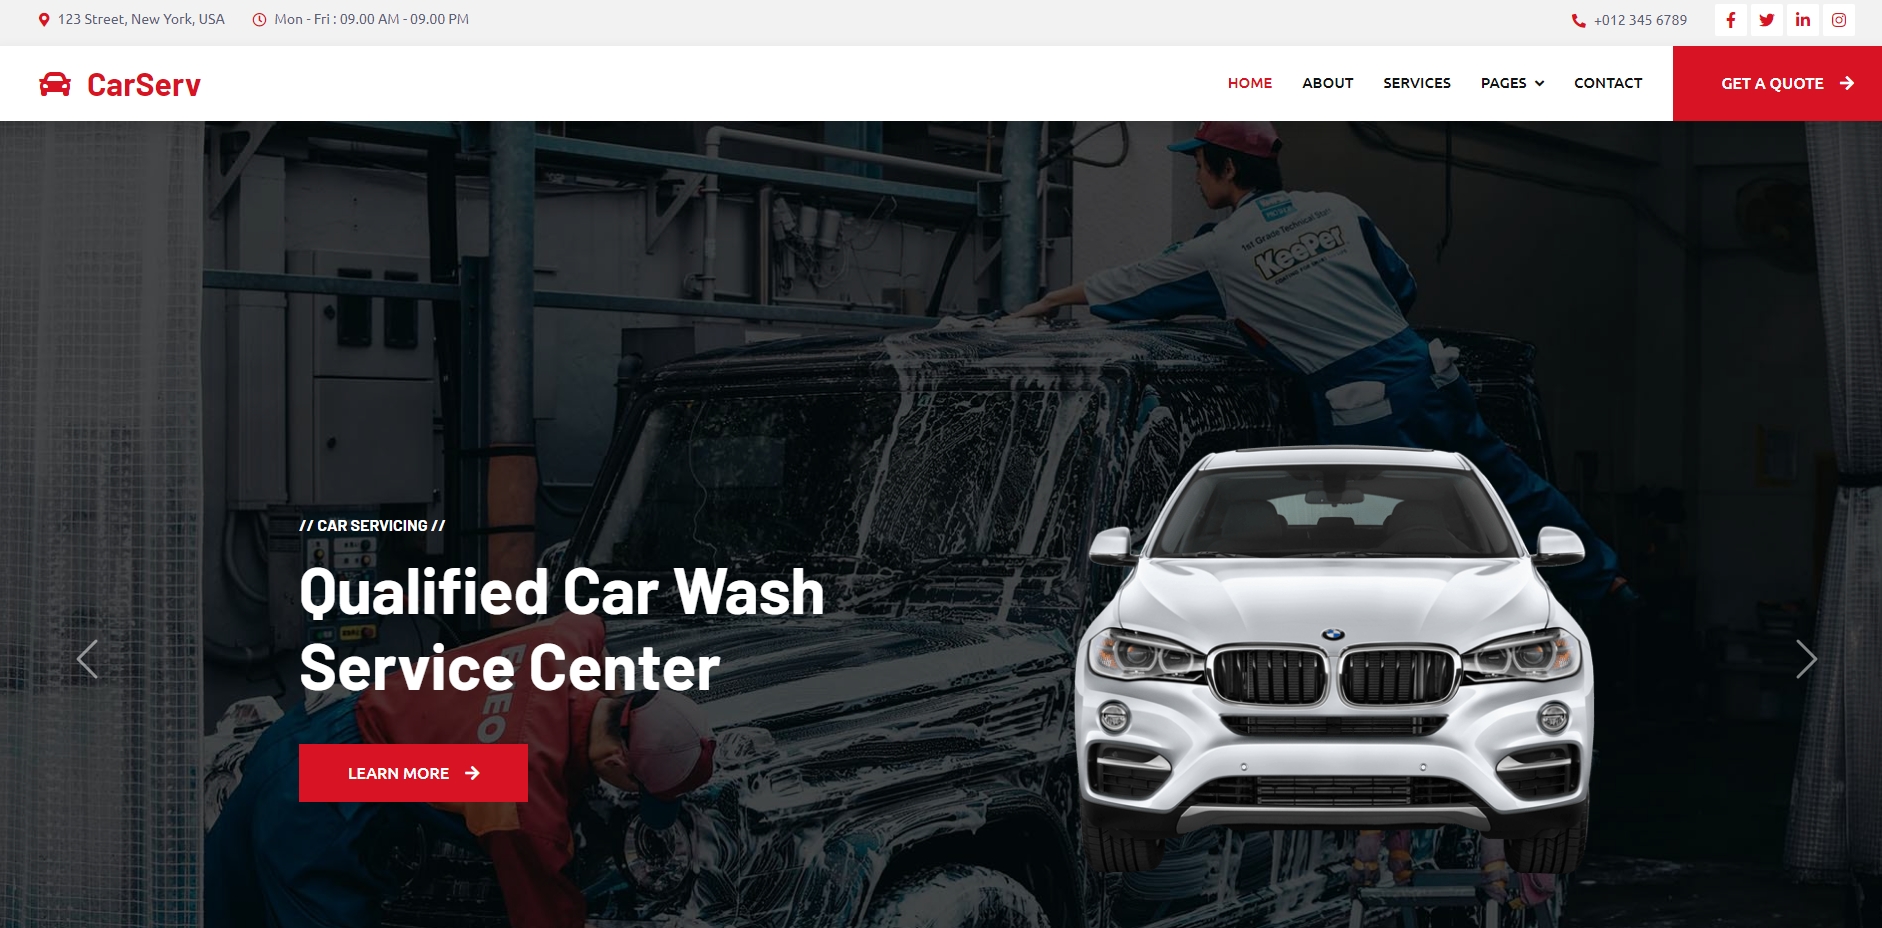 123 Street, New York, USA
Mon - Fri : 09.00 AM - 09.00 PM
+012 345 6789
CarServ
HOME
ABOUT
SERVICES
PAGES
CONTACT
GET A QUOTE
1st Grade Technical Staff
KeePer
// CAR SERVICING //
Qualified Car Wash
Service Center
LEARN MORE